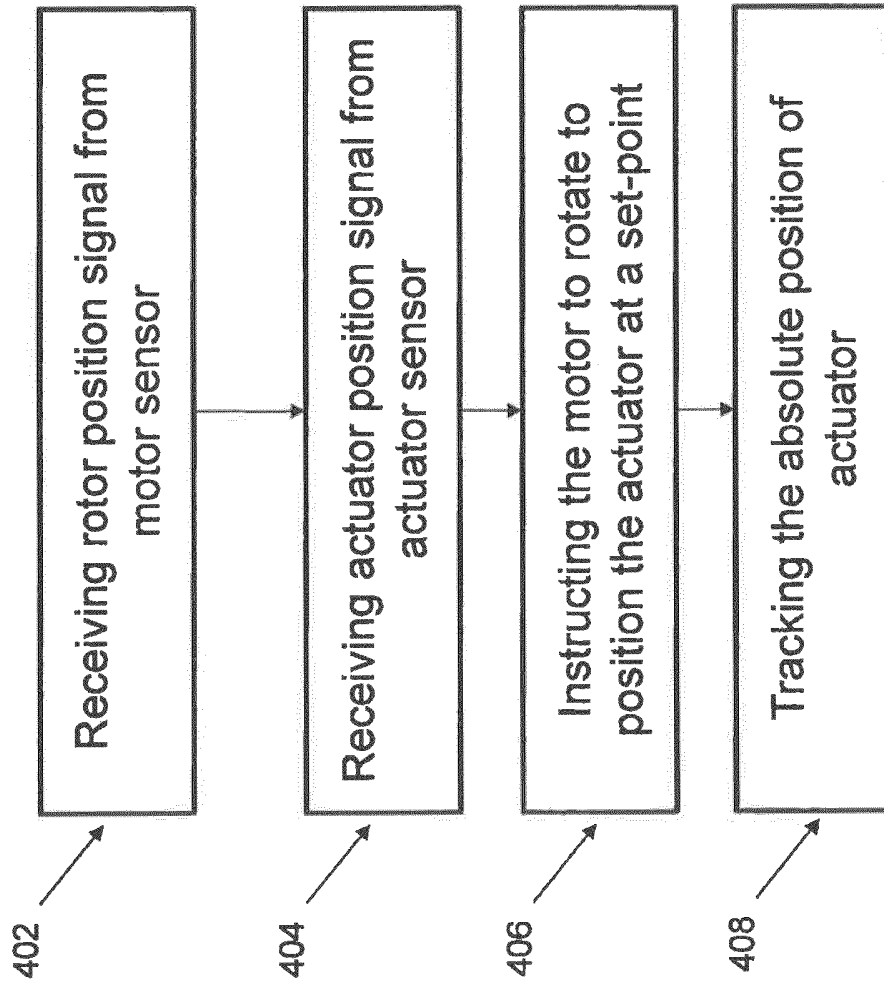 402
Receiving rotor position signal from
motor sensor
404
Receiving actuator position signal from
actuator sensor
406
Instructing the motor to rotate to
position the actuator at a set-point
408
Tracking the absolute position of
actuator